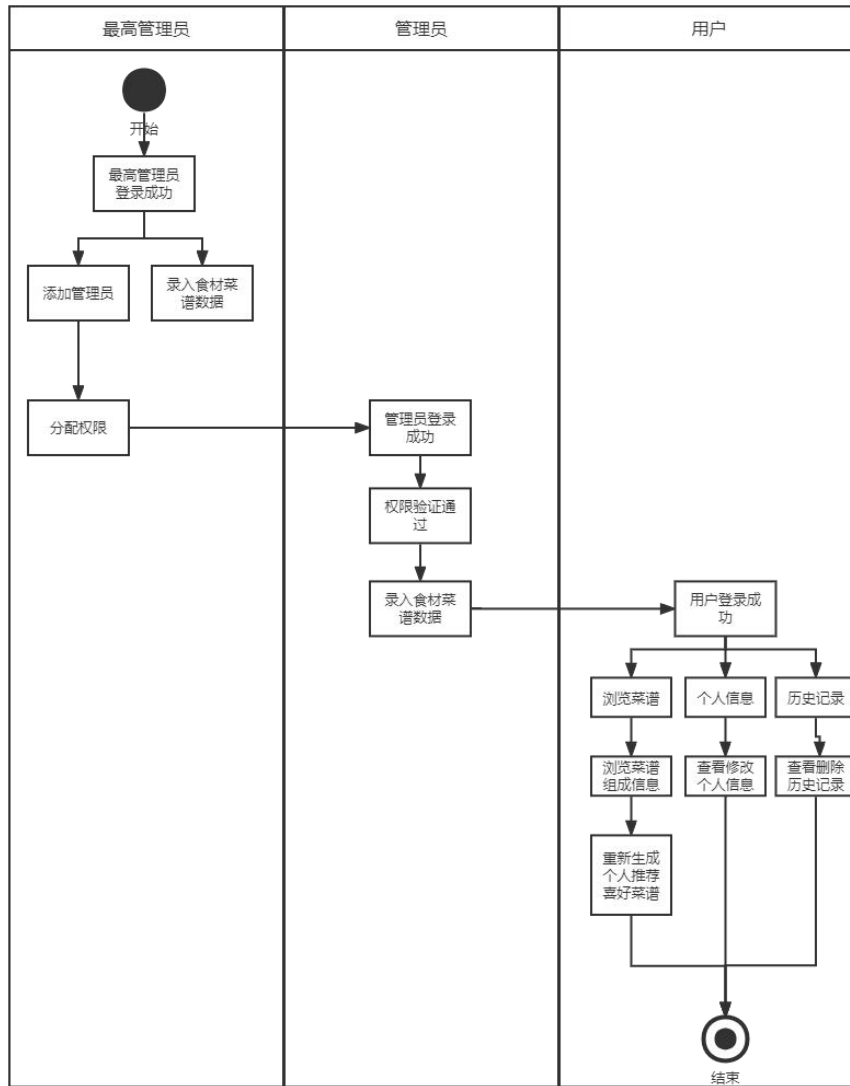 最高管理员
管理员
用户
开始
最高管理员
登录成功
添加管理员
录入食材菜
谱数据
分配权限
管理员登录
成功
权限验证通
过
录入食材菜
谱数据
用户登录成
功
浏览菜谱
个人信息
历史记录
浏览菜谱
组成信息
查看修改
个人信息
查看删除
历史记录
重新生成
个人推荐
喜好菜谱
结束